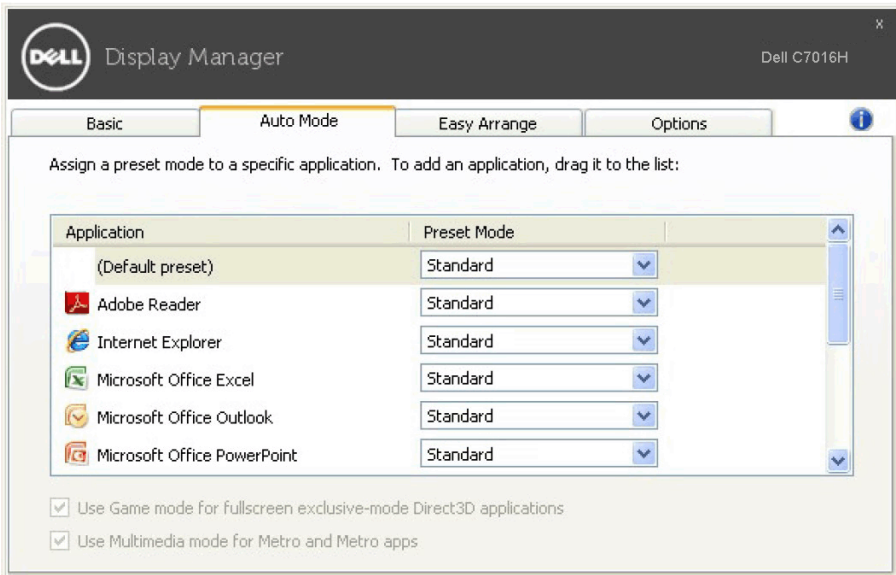 x
DELL Display Manager
Dell C7016H
Basic Auto Mode Easy Arrange Options i
Assign a preset mode to a specific application. To add an application, drag it to the list:
Application Preset Mode
(Default preset) Standard
Adobe Reader Standard
Internet Explorer Standard
Microsoft Office Excel Standard
Microsoft Office Outlook Standard
Microsoft Office PowerPoint Standard
Use Game mode for fullscreen exclusive-mode Direct3D applications
Use Multimedia mode for Metro and Metro apps